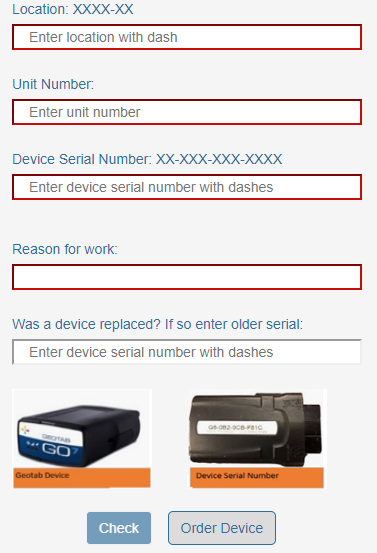 Location: XXXX-XX
Enter location with dash
Unit Number:
Enter unit number
Device Serial Number: XX-XXX-XXX-XXXX
Enter device serial number with dashes
Reason for work:
Was a device replaced? If so enter older serial:
Enter device serial number with dashes
GEOTAB
GO7
G8-0B2-9CB-F81C
Geotab Device
Device Serial Number
Check
Order Device